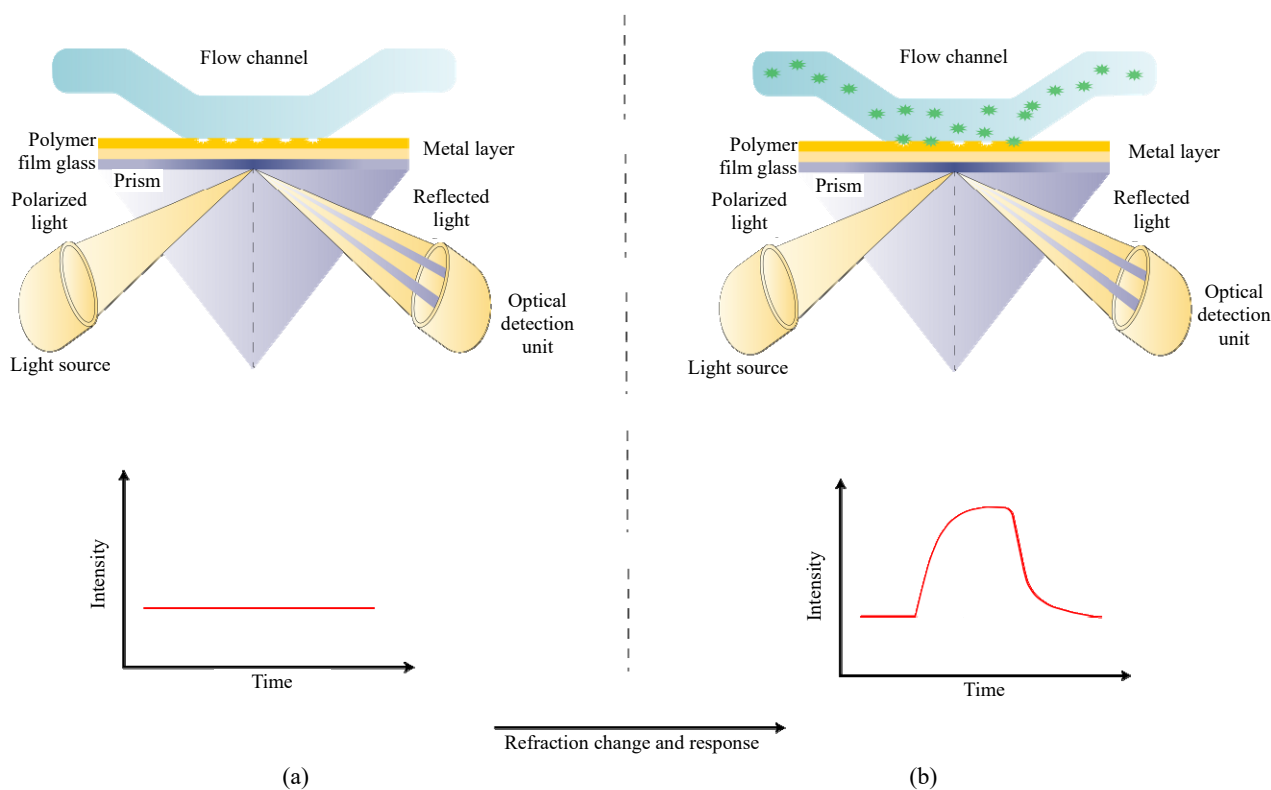 Flow channel
Polymer
film glass
Metal layer
Prism
Polarized
light
Reflected
light
Optical
detection
unit
Light source
Intensity
Time
Flow channel
Polymer
film glass
Metal layer
Prism
Polarized
light
Reflected
light
Optical
detection
unit
Light source
Intensity
Time
Refraction change and response
(a)
(b)